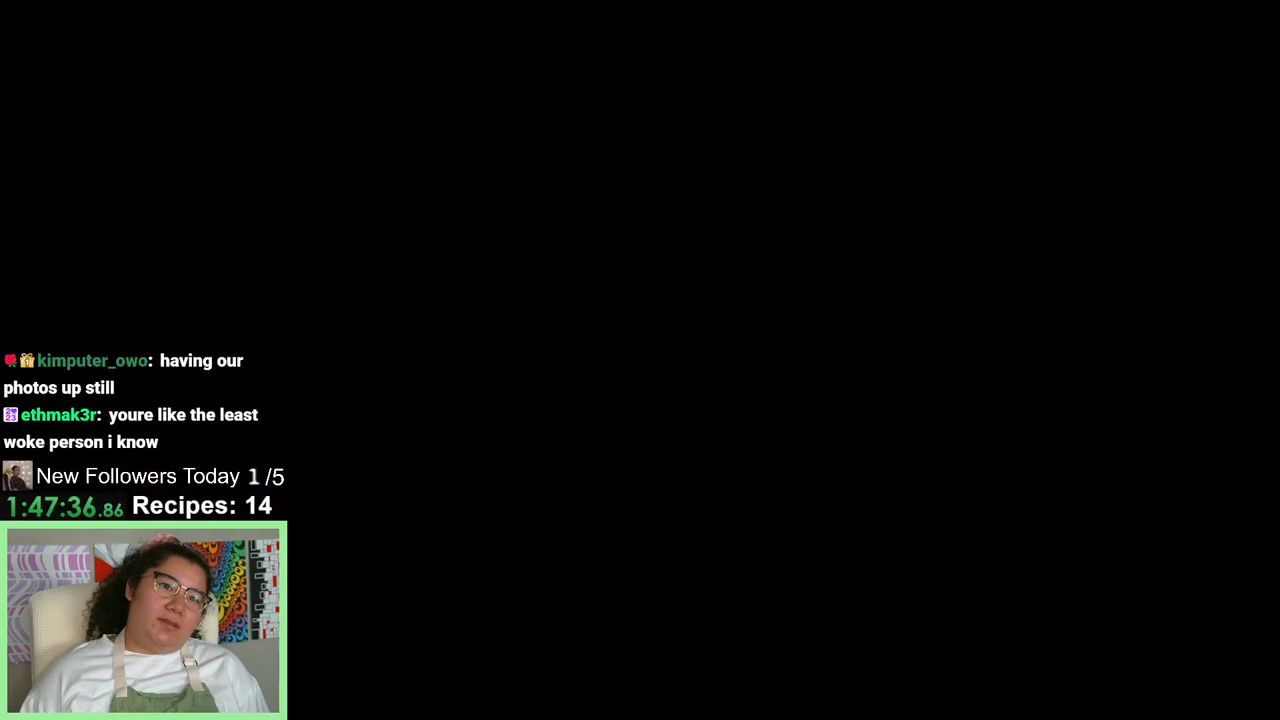 kimputer_owo: having our
photos up still
ethmak3r: youre like the least
woke person i know
New Followers Today 1/5
1:47:36.86 Recipes: 14